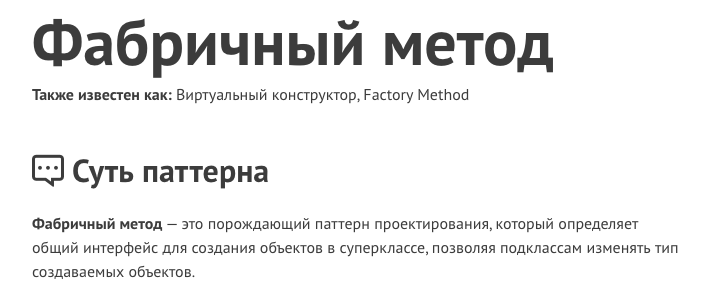 Фабричный метод
Также известен как: Виртуальный конструктор, Factory Method
Суть паттерна
Фабричный метод — это порождающий паттерн проектирования, который определяет
общий интерфейс для создания объектов в суперклассе, позволяя подклассам изменять тип
создаваемых объектов.